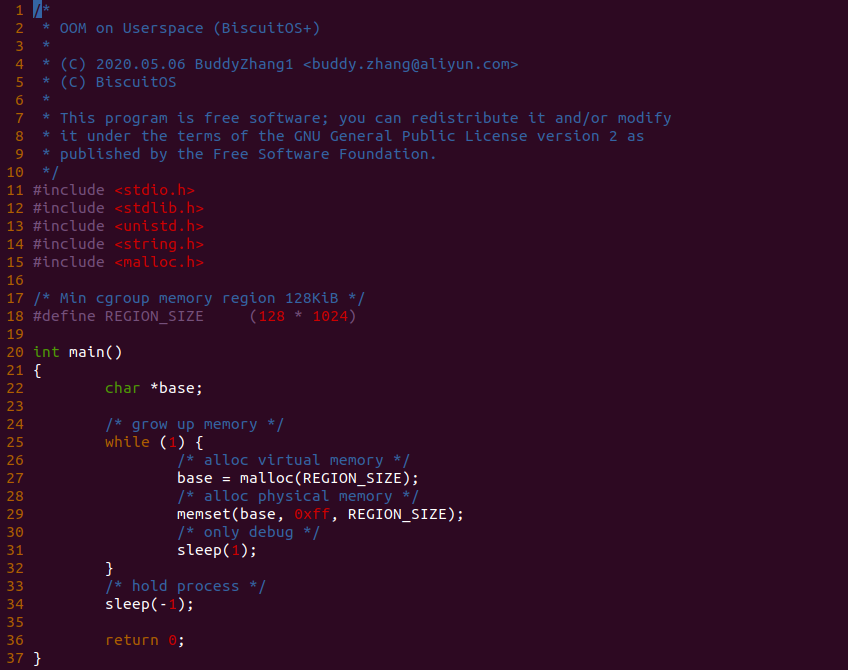 1 /*
2  * OOM on Userspace (BiscuitOS+)
3  *
4  * (C) 2020.05.06 BuddyZhang1 <buddy.zhang@aliyun.com>
5  * (C) BiscuitOS
6  *
7  * This program is free software; you can redistribute it and/or modify
8  * it under the terms of the GNU General Public License version 2 as
9  * published by the Free Software Foundation.
10  */
11 #include <stdio.h>
12 #include <stdlib.h>
13 #include <unistd.h>
14 #include <string.h>
15 #include <malloc.h>
16
17 /* Min cgroup memory region 128KiB */
18 #define REGION_SIZE     (128 * 1024)
19
20 int main()
21 {
22         char *base;
23
24         /* grow up memory */
25         while (1) {
26                 /* alloc virtual memory */
27                 base = malloc(REGION_SIZE);
28                 /* alloc physical memory */
29                 memset(base, 0xff, REGION_SIZE);
30                 /* only debug */
31                 sleep(1);
32         }
33         /* hold process */
34         sleep(-1);
35
36         return 0;
37 }